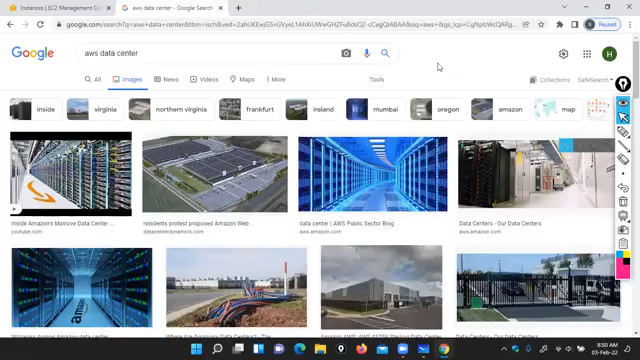 Instances | EC2 Management Co
aws data center - Google Search
google.com/search?q=aws+data+center&tbm=isch&ved=
Paused
Google
aws data center
H
All
Images
News
Videos
Maps
More
Tools
Collections
SafeSearch
inside
virginia
northern virginia
frankfurt
ireland
mumbai
oregon
amazon
map
Inside Amazon's Massive Data Center ...
youtube.com
residents protest proposed Amazon Web ...
datacenterdynamics.com
data center | AWS Public Sector Blog
aws.amazon.com
Data Centers - Our Data Centers
aws.amazon.com
amazon
8:50 AM
03-Feb-22